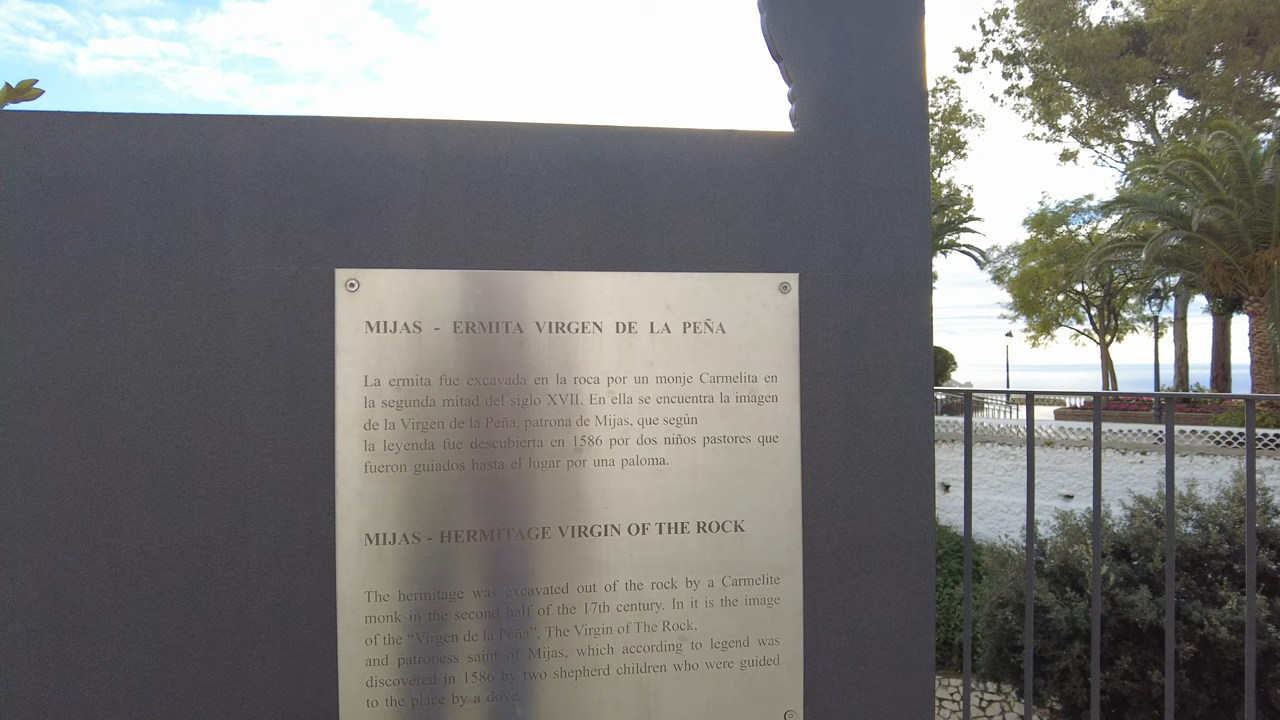 MIJAS - ERMITA VIRGEN DE LA PEÑA
La ermita fue excavada en la roca por un monje Carmelita en
la segunda mitad del siglo XVII. En ella se encuentra la imagen
de la Virgen de la Peña, patrona de Mijas, que según
la leyenda fue descubierta en 1586 por dos niños pastores que
fueron guiados hasta el lugar por una paloma.
MIJAS - HERMITAGE VIRGIN OF THE ROCK
The hermitage was excavated out of the rock by a Carmelite
monk in the second half of the 17th century. In it is the image
of the “Virgen de la Peña”, The Virgin of The Rock,
and patroness saint of Mijas, which according to legend was
discovered in 1586 by two shepherd children who were guided
to the place by a dove.